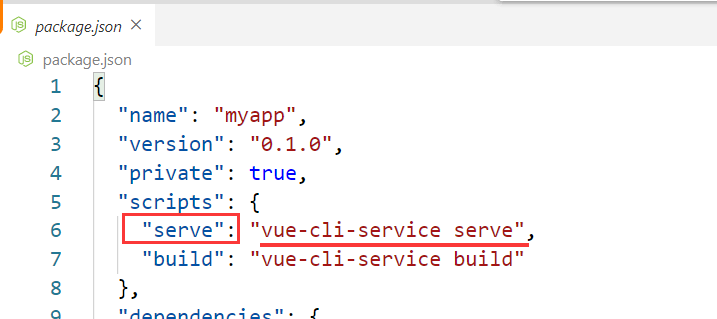 package.json ×
package.json
1 {
2 "name": "myapp",
3 "version": "0.1.0",
4 "private": true,
5 "scripts": {
6 "serve": "vue-cli-service serve",
7 "build": "vue-cli-service build"
8 },
9 "dependencies": {